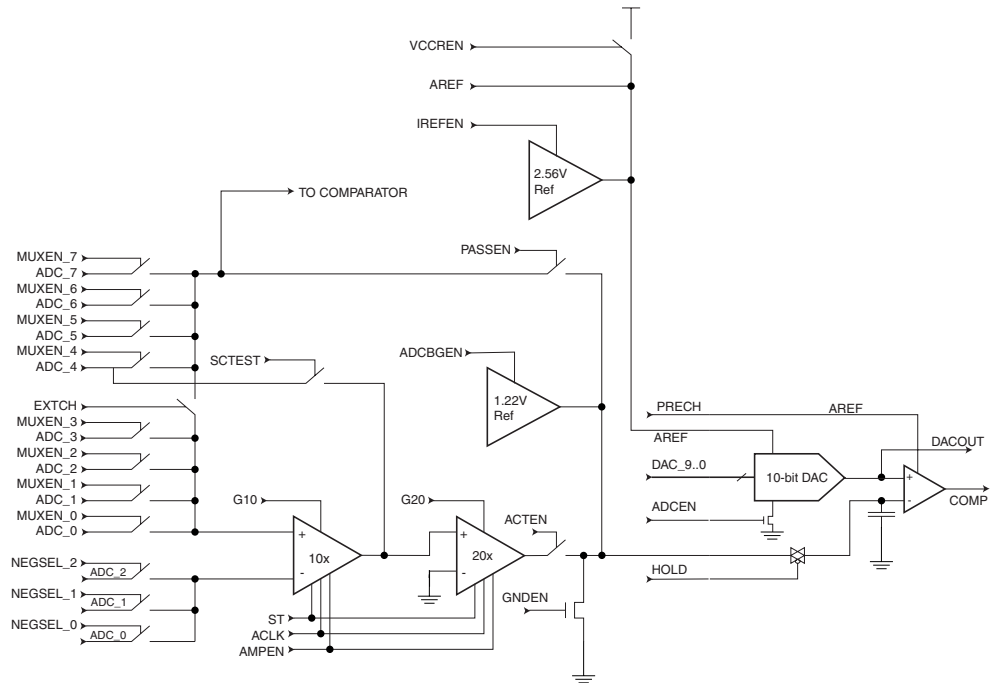 VCCREN
AREF
IREFEN
2.56V
Ref
TO COMPARATOR
PASSEN
MUXEN_7
ADC_7
MUXEN_6
ADC_6
MUXEN_5
ADC_5
MUXEN_4
ADC_4
SCTEST
ADCBGEN
1.22V
Ref
EXTCH
MUXEN_3
ADC_3
MUXEN_2
ADC_2
MUXEN_1
ADC_1
MUXEN_0
ADC_0
PRECH
AREF
AREF
DACOUT
DAC_9..0
10-bit DAC
+
-
COMP
ADCEN
G10
G20
ACTEN
+
10x
-
+
20x
-
HOLD
NEGSEL_2
ADC_2
NEGSEL_1
ADC_1
NEGSEL_0
ADC_0
GNDEN
ST
ACLK
AMPEN